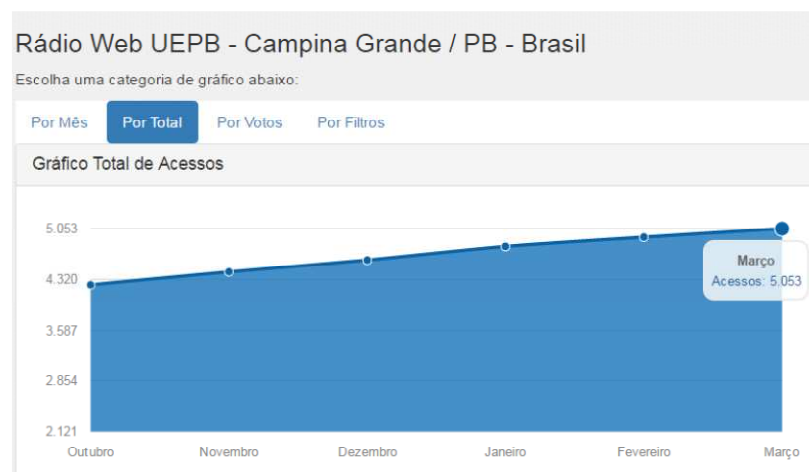 Rádio Web UEPB - Campina Grande / PB - Brasil
Escolha uma categoria de gráfico abaixo:
Por Mês Por Total Por Votos Por Filtros
Gráfico Total de Acessos
5.053
4.320
3.587
2.854
2.121
Março
Acessos: 5.053
Outubro Novembro Dezembro Janeiro Fevereiro Março